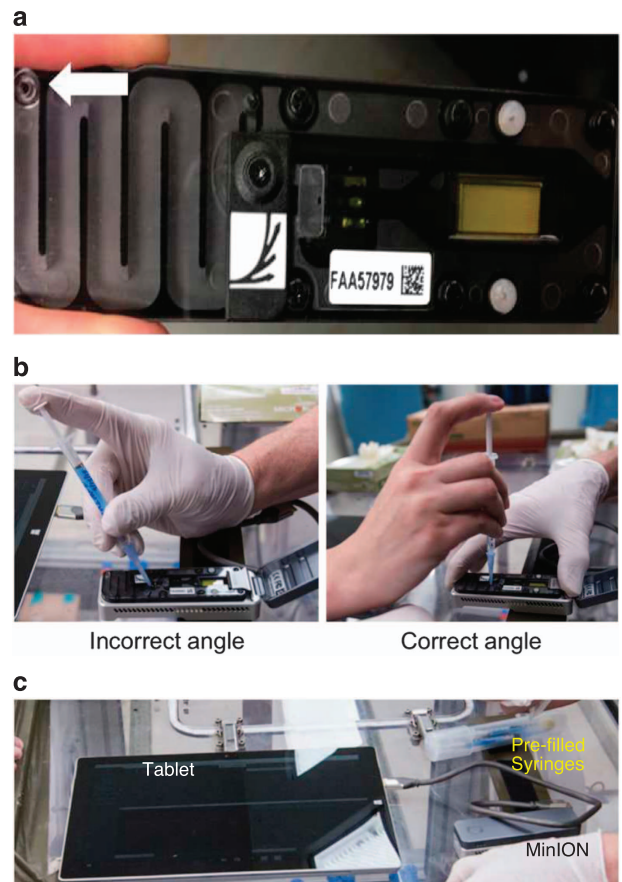 a
FAA57979
b
Incorrect angle
Correct angle
c
Tablet
Pre-filled
Syringes
MinION